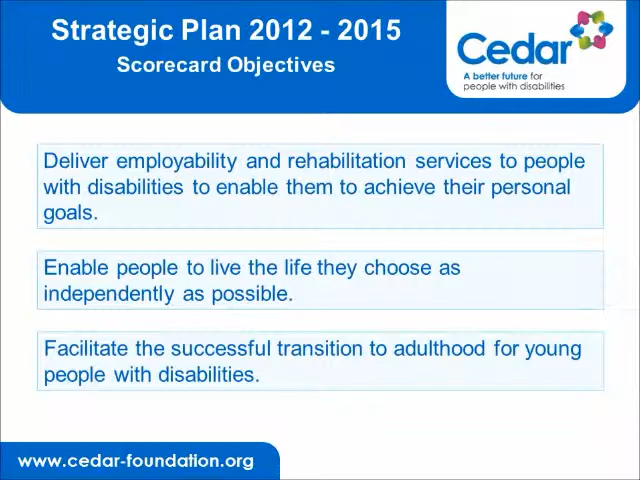 Strategic Plan 2012 - 2015
Scorecard Objectives
Cedar
A better future for
people with disabilities
Deliver employability and rehabilitation services to people
with disabilities to enable them to achieve their personal
goals.
Enable people to live the life they choose as
independently as possible.
Facilitate the successful transition to adulthood for young
people with disabilities.
www.cedar-foundation.org